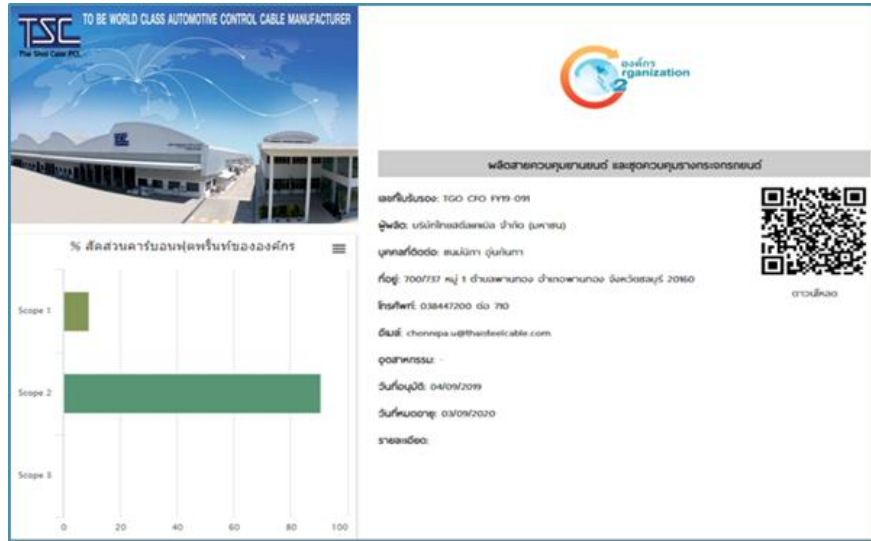 TSC
TO BE WORLD CLASS AUTOMOTIVE CONTROL CABLE MANUFACTURER
Thai Steel Cable PCL.
TSC
องค์กร
rganization
2
ผลิตสายควบคุมยานยนต์ และชุดควบคุมรางกระจกรถยนต์
เลขที่ใบรับรอง: TGO CFO FY19-091
ผู้ผลิต: บริษัทไทยสตีลเคเบิล จำกัด (มหาชน)
บุคคลที่ติดต่อ: ชนม์นิภา อุ่นกันทา
ที่อยู่: 700/737 หมู่ 1 ตำบลพานทอง อำเภอพานทอง จังหวัดชลบุรี 20160
โทรศัพท์: 038447200 ต่อ 710
อีเมล์: chonnipa.u@thaisteelcable.com
อุตสาหกรรม: -
วันที่อนุมัติ: 04/09/2019
วันที่หมดอายุ: 03/09/2020
รายละเอียด:
ดาวน์โหลด
% สัดส่วนคาร์บอนฟุตพริ้นท์ขององค์กร
Scope 1
Scope 2
Scope 3
0 20 40 60 80 100